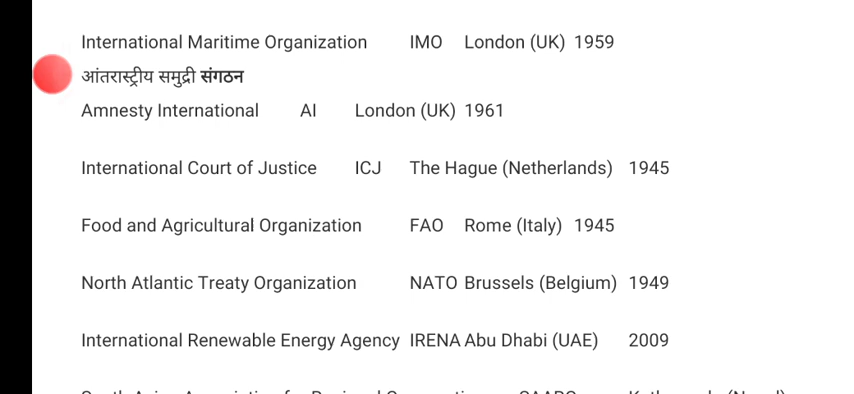 International Maritime Organization IMO London (UK) 1959
आंतरास्ट्रीय समुद्री संगठन
Amnesty International AI London (UK) 1961
International Court of Justice ICJ The Hague (Netherlands) 1945
Food and Agricultural Organization FAO Rome (Italy) 1945
North Atlantic Treaty Organization NATO Brussels (Belgium) 1949
International Renewable Energy Agency IRENA Abu Dhabi (UAE) 2009